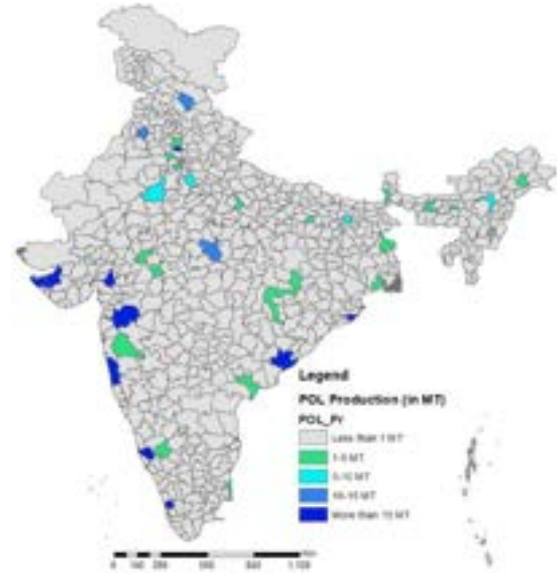 Legend
POL Production (in MT)
POL_Pr
Less than 1 MT
1-5 MT
5-10 MT
10-15 MT
More than 15 MT